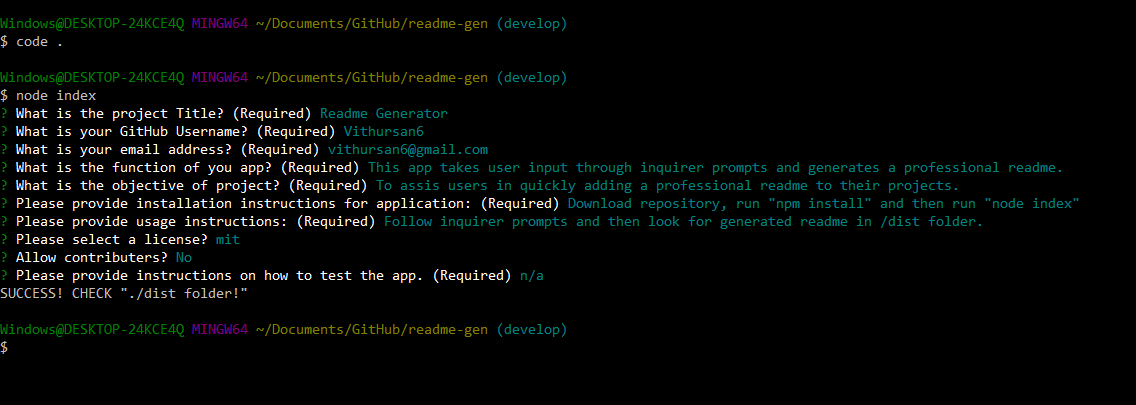 Windows@DESKTOP-24KCE4Q MINGW64 ~/Documents/GitHub/readme-gen (develop)
$ code .
Windows@DESKTOP-24KCE4Q MINGW64 ~/Documents/GitHub/readme-gen (develop)
$ node index
? What is the project Title? (Required) Readme Generator
? What is your GitHub Username? (Required) Vithursan6
? What is your email address? (Required) vithursan6@gmail.com
? What is the function of you app? (Required) This app takes user input through inquirer prompts and generates a professional readme.
? What is the objective of project? (Required) To assis users in quickly adding a professional readme to their projects.
? Please provide installation instructions for application: (Required) Download repository, run "npm install" and then run "node index"
? Please provide usage instructions: (Required) Follow inquirer prompts and then look for generated readme in /dist folder.
? Please select a license? mit
? Allow contributers? No
? Please provide instructions on how to test the app. (Required) n/a
SUCCESS! CHECK "./dist folder!"
Windows@DESKTOP-24KCE4Q MINGW64 ~/Documents/GitHub/readme-gen (develop)
$